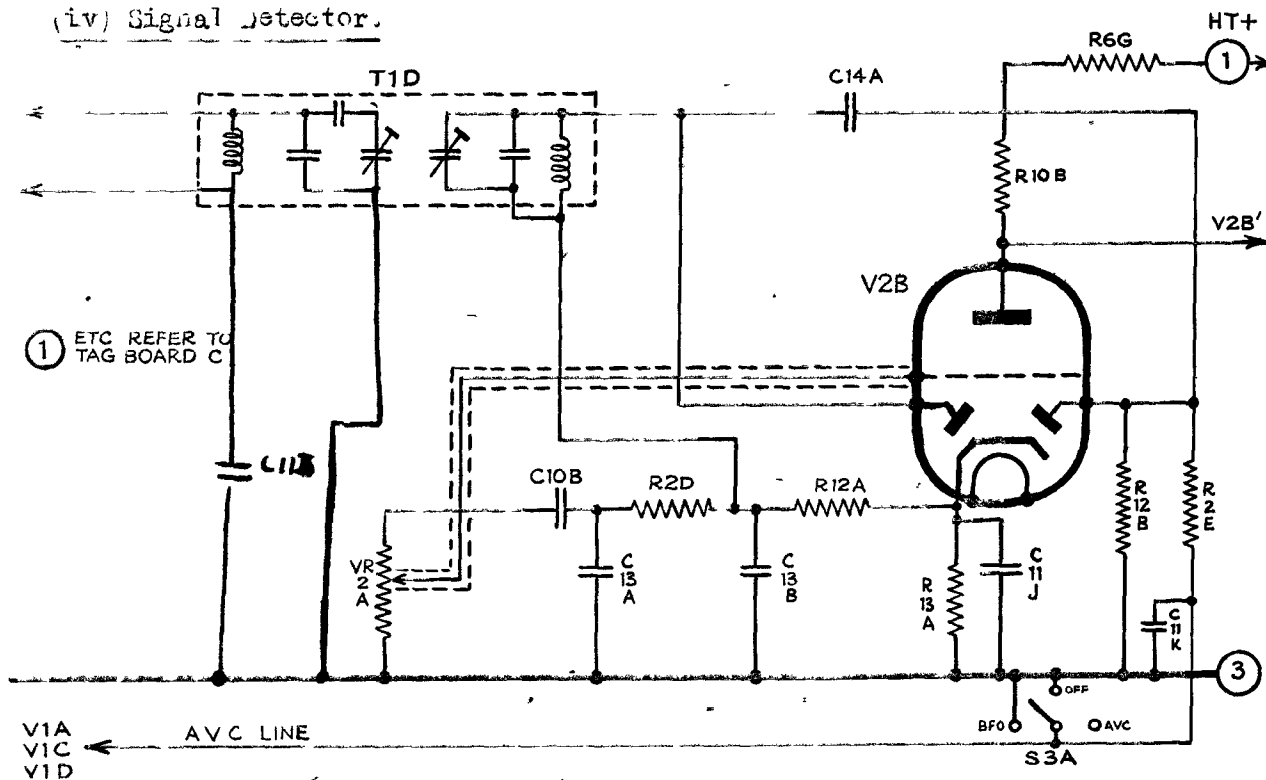 (iv) Signal Detector.
HT+
R6G
1
T1D
C14A
R10B
V2B'
V2B
1 ETC REFER TO
TAG BOARD C
C10B
R2D
R12A
R
12
B
R
2
E
VR
2
A
C
13
A
C
13
B
R
13
A
C
11
J
C
11
K
3
OFF
BFO
AVC
S3A
V1A
V1C
V1D
AVC LINE